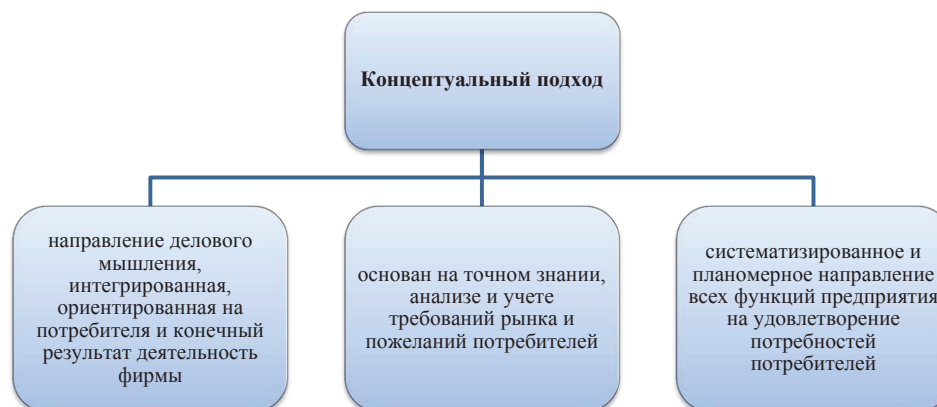 Концептуальный подход
направление делового
мышления,
интегрированная,
ориентированная на
потребителя и конечный
результат деятельность
фирмы
основан на точном знании,
анализе и учете
требований рынка и
пожеланий потребителей
систематизированное и
планомерное направление
всех функций предприятия
на удовлетворение
потребностей
потребителей